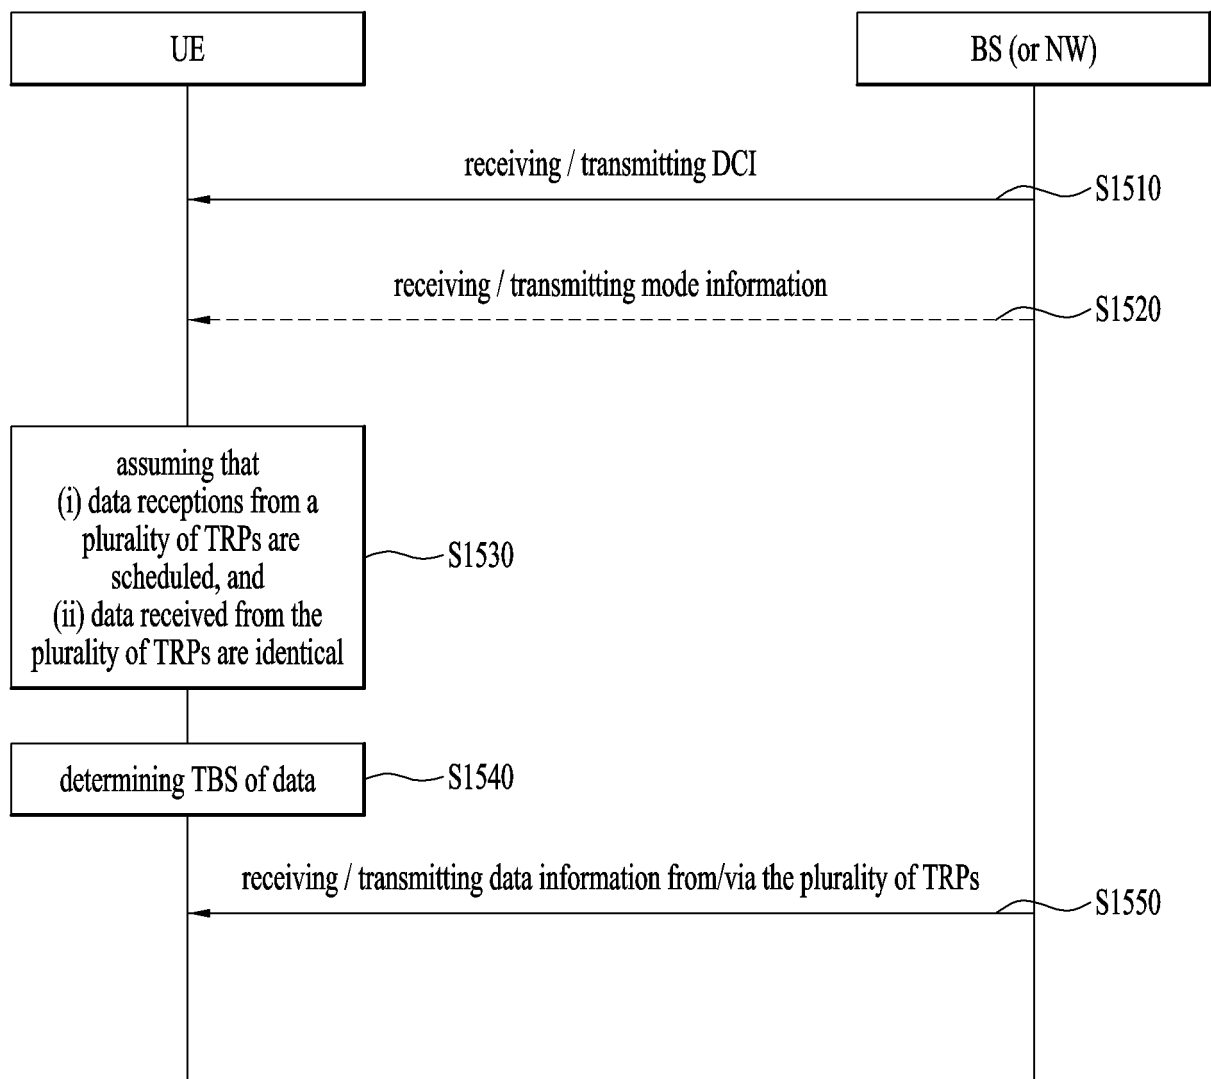 UE
BS (or NW)
receiving / transmitting DCI
S1510
receiving / transmitting mode information
S1520
assuming that
(i) data receptions from a
plurality of TRPs are
scheduled, and
(ii) data received from the
plurality of TRPs are identical
S1530
determining TBS of data
S1540
receiving / transmitting data information from/via the plurality of TRPs
S1550